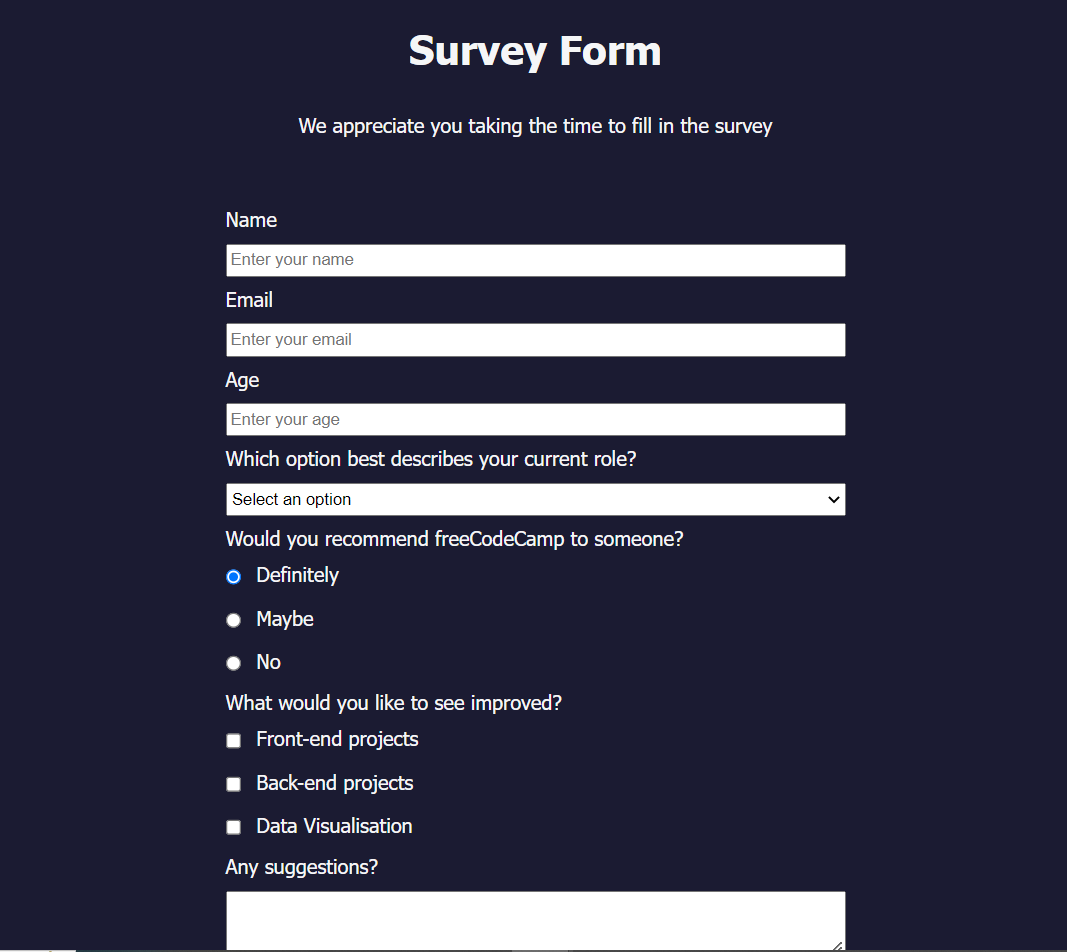 Survey Form
We appreciate you taking the time to fill in the survey
Name
Enter your name
Email
Enter your email
Age
Enter your age
Which option best describes your current role?
Select an option
Would you recommend freeCodeCamp to someone?
Definitely
Maybe
No
What would you like to see improved?
Front-end projects
Back-end projects
Data Visualisation
Any suggestions?